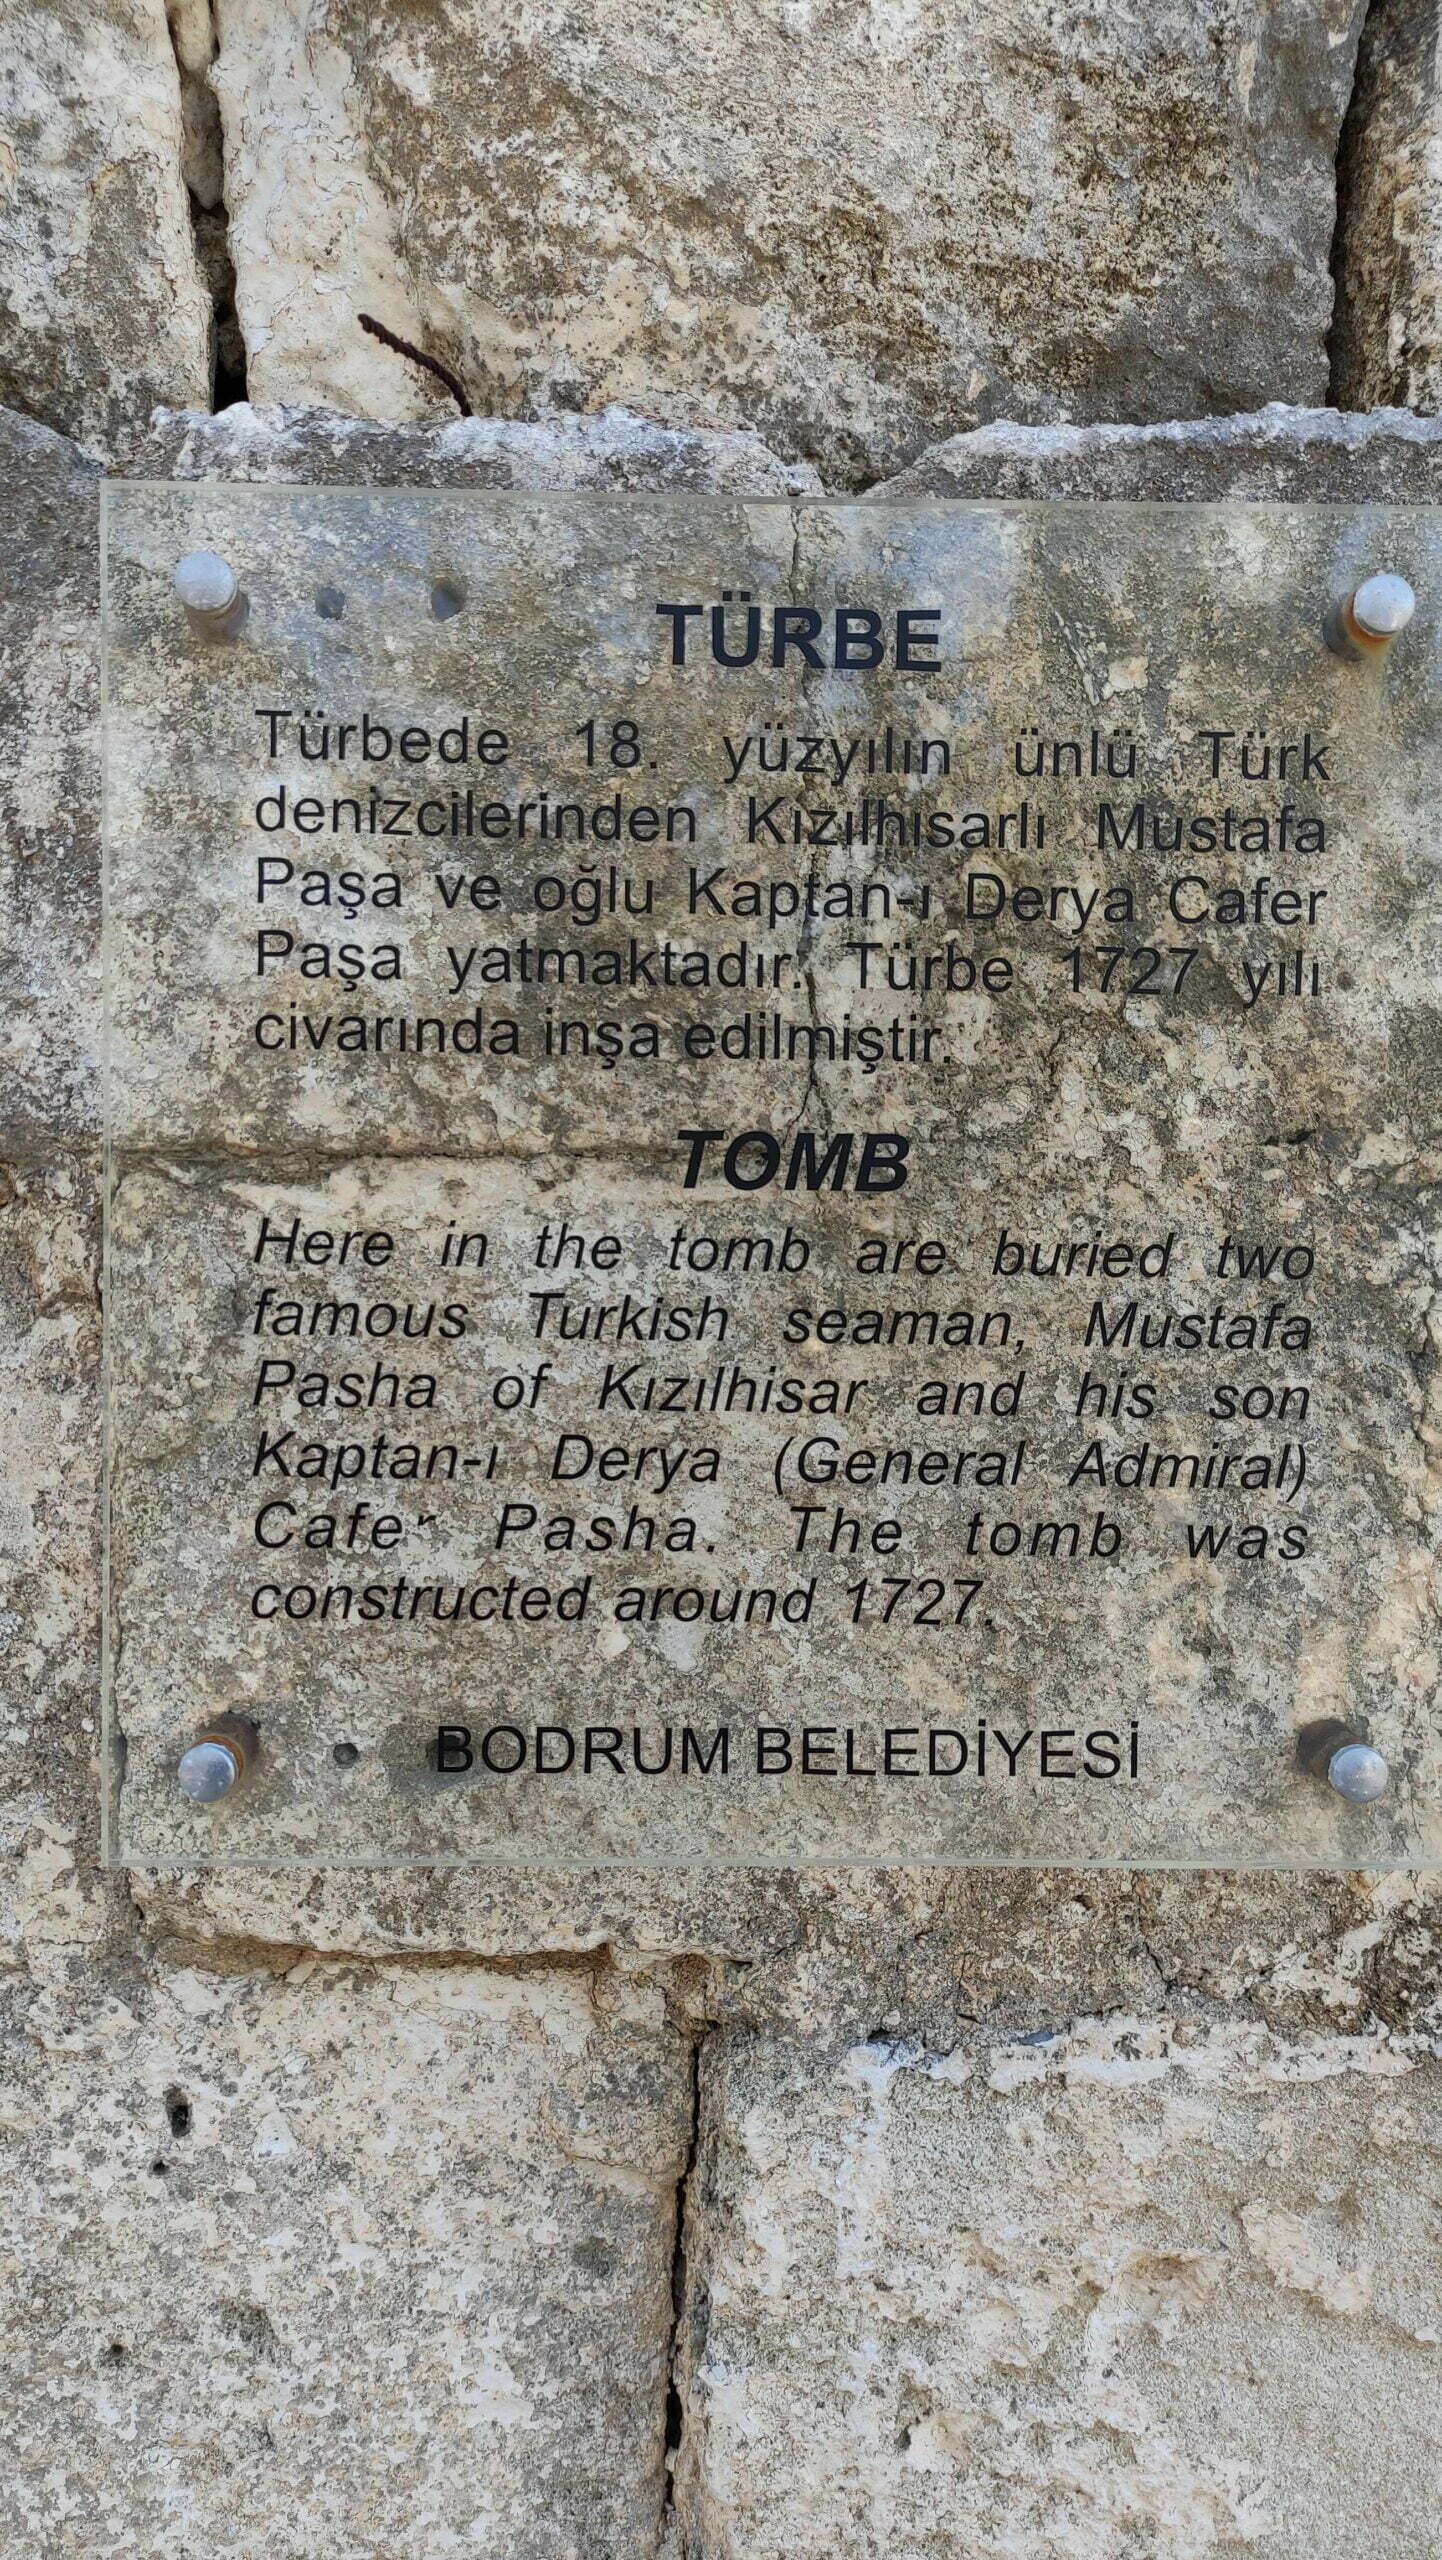 TÜRBE
Türbede 18. yüzyılın ünlü Türk
denizcilerinden Kızılhısarlı Mustafa
Paşa ve oğlu Kaptan-ı Derya Cafer
Paşa yatmaktadır. Türbe 1727 yılı
civarında inşa edilmiştir.
TOMB
Here in the tomb are buried two
famous Turkish seaman, Mustafa
Pasha of Kızılhisar and his son
Kaptan-ı Derya (General Admiral)
Cafer Pasha. The tomb was
constructed around 1727.
BODRUM BELEDİYESİ